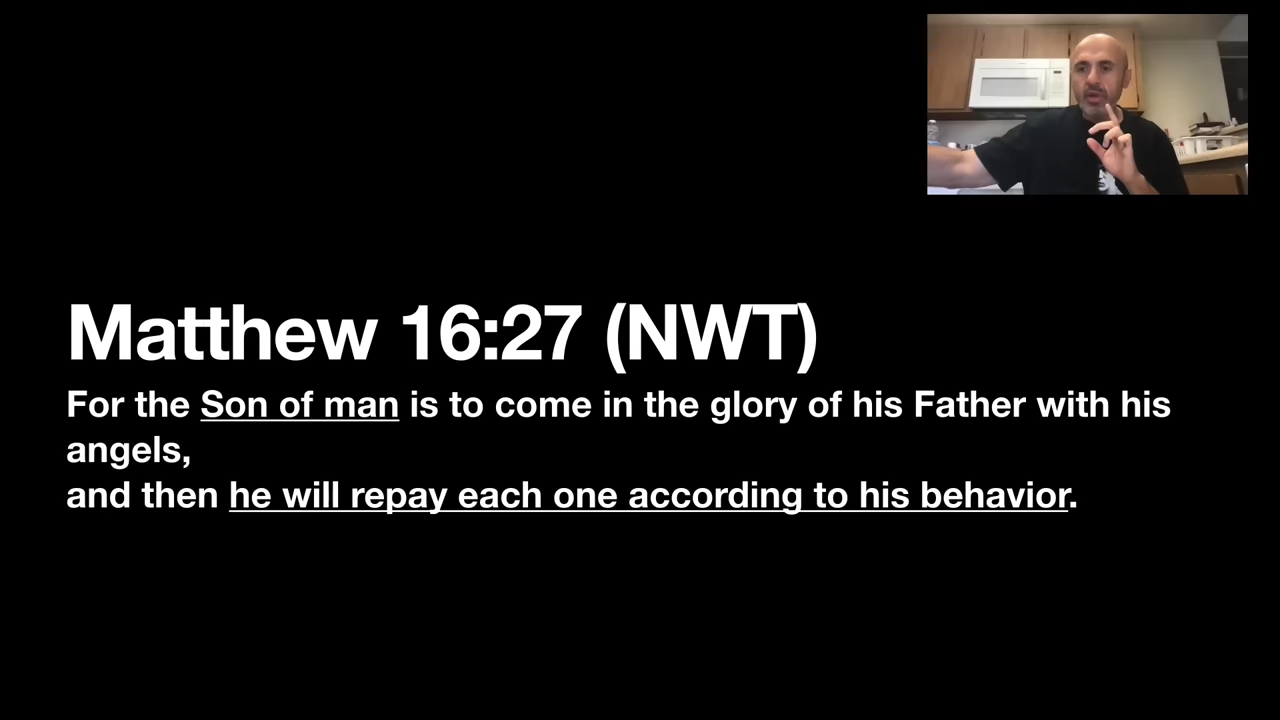 Matthew 16:27 (NWT)
For the Son of man is to come in the glory of his Father with his
angels,
and then he will repay each one according to his behavior.